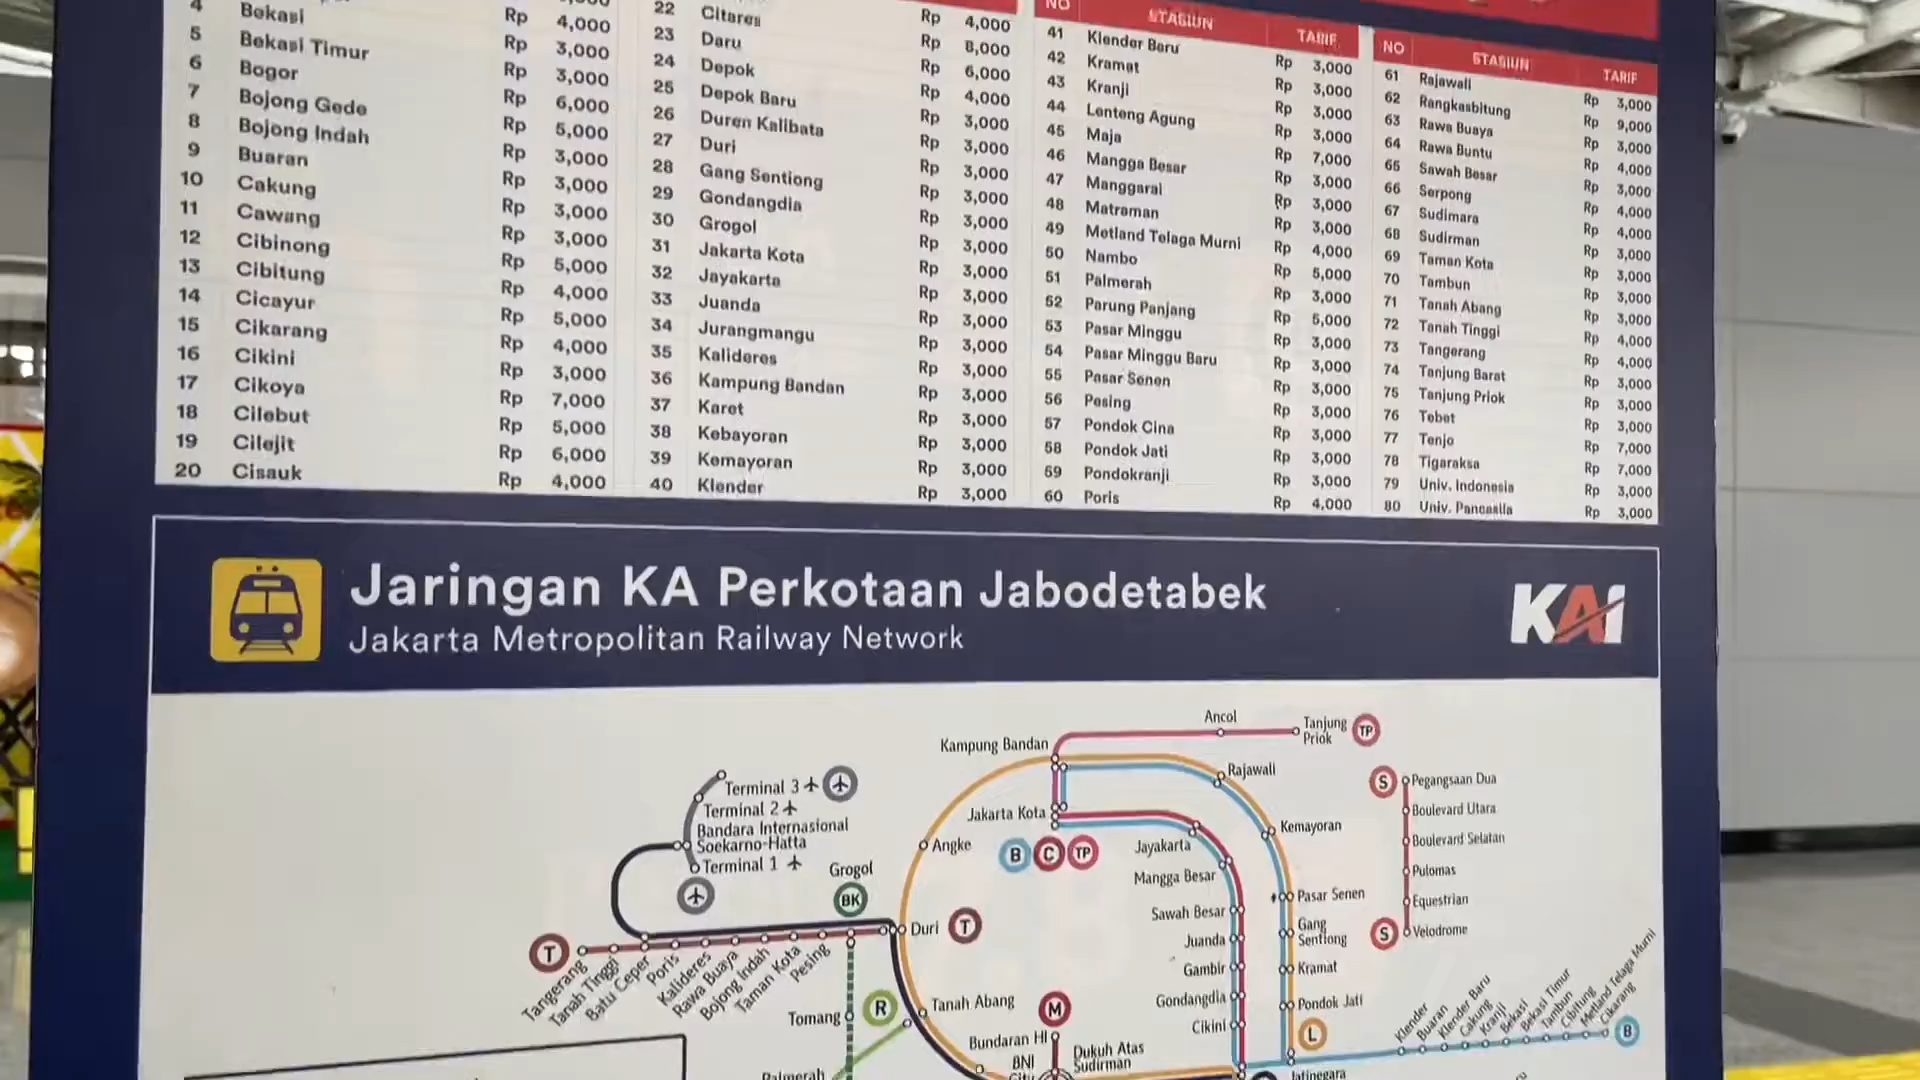 4 Bekasi Rp 3,000
5 Bekasi Timur Rp 3,000
6 Bogor Rp 6,000
7 Bojong Gede Rp 5,000
8 Bojong Indah Rp 3,000
9 Buaran Rp 3,000
10 Cakung Rp 3,000
11 Cawang Rp 3,000
12 Cibinong Rp 5,000
13 Cibitung Rp 4,000
14 Cicayur Rp 5,000
15 Cikarang Rp 4,000
16 Cikini Rp 3,000
17 Cikoya Rp 7,000
18 Cilebut Rp 5,000
19 Cilejit Rp 6,000
20 Cisauk Rp 4,000
Rp 4,000
22 Citeras Rp 8,000
23 Daru Rp 6,000
24 Depok Rp 4,000
25 Depok Baru Rp 3,000
26 Duren Kalibata Rp 3,000
27 Duri Rp 3,000
28 Gang Sentiong Rp 3,000
29 Gondangdia Rp 3,000
30 Grogol Rp 3,000
31 Jakarta Kota Rp 3,000
32 Jayakarta Rp 3,000
33 Juanda Rp 3,000
34 Jurangmangu Rp 3,000
35 Kalideres Rp 3,000
36 Kampung Bandan Rp 3,000
37 Karet Rp 3,000
38 Kebayoran Rp 3,000
39 Kemayoran Rp 3,000
40 Klender Rp 3,000
NO STASIUN TARIF
41 Klender Baru Rp 3,000
42 Kramat Rp 3,000
43 Kranji Rp 3,000
44 Lenteng Agung Rp 3,000
45 Maja Rp 7,000
46 Mangga Besar Rp 3,000
47 Manggarai Rp 3,000
48 Matraman Rp 3,000
49 Metland Telaga Murni Rp 4,000
50 Nambo Rp 5,000
51 Palmerah Rp 3,000
52 Parung Panjang Rp 5,000
53 Pasar Minggu Rp 3,000
54 Pasar Minggu Baru Rp 3,000
55 Pasar Senen Rp 3,000
56 Pesing Rp 3,000
57 Pondok Cina Rp 3,000
58 Pondok Jati Rp 3,000
59 Pondokranji Rp 3,000
60 Poris Rp 4,000
NO STASIUN TARIF
61 Rajawali Rp 3,000
62 Rangkasbitung Rp 9,000
63 Rawa Buaya Rp 3,000
64 Rawa Buntu Rp 4,000
65 Sawah Besar Rp 3,000
66 Serpong Rp 4,000
67 Sudimara Rp 4,000
68 Sudirman Rp 3,000
69 Taman Kota Rp 3,000
70 Tambun Rp 3,000
71 Tanah Abang Rp 3,000
72 Tanah Tinggi Rp 4,000
73 Tangerang Rp 4,000
74 Tanjung Barat Rp 3,000
75 Tanjung Priok Rp 3,000
76 Tebet Rp 3,000
77 Tenjo Rp 7,000
78 Tigaraksa Rp 7,000
79 Univ. Indonesia Rp 3,000
80 Univ. Pancasila Rp 3,000
Jaringan KA Perkotaan Jabodetabek
Jakarta Metropolitan Railway Network
KAI
Ancol
Tanjung
Priok
TP
Kampung Bandan
Rajawali
Terminal 3
Terminal 2
Bandara Internasional
Soekarno-Hatta
Terminal 1
Jakarta Kota
B C TP
Angke
Grogol
BK
Duri
T
Kemayoran
Jayakarta
Mangga Besar
Sawah Besar
Juanda
Gambir
Gondangdia
Cikini
Pasar Senen
Gang
Sentiong
Kramat
Pondok Jati
L
S
Pegangsaan Dua
Boulevard Utara
Boulevard Selatan
Pulomas
Equestrian
Velodrome
S
T
Tangerang
Tanah Tinggi
Batu Ceper
Poris
Kalideres
Rawa Buaya
Bojong Indah
Taman Kota
Pesing
Tomang
R
Tanah Abang
M
Bundaran HI
BNI
City
Dukuh Atas
Sudirman
Palmerah
Jatinegara
Klender
Buaran
Klender Baru
Cakung
Kranji
Bekasi
Bekasi Timur
Tambun
Cibitung
Metland Telaga Murni
Cikarang
B